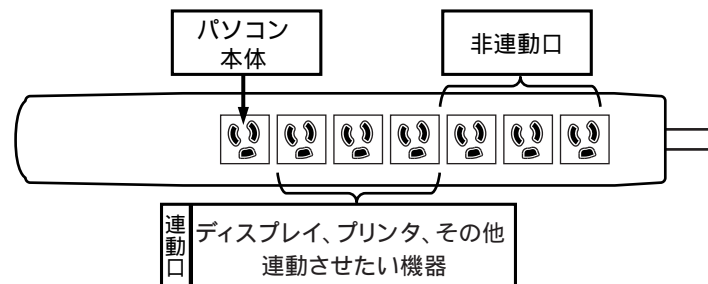 パソコン
本体
非連動口
連動口
ディスプレイ、プリンタ、その他
連動させたい機器